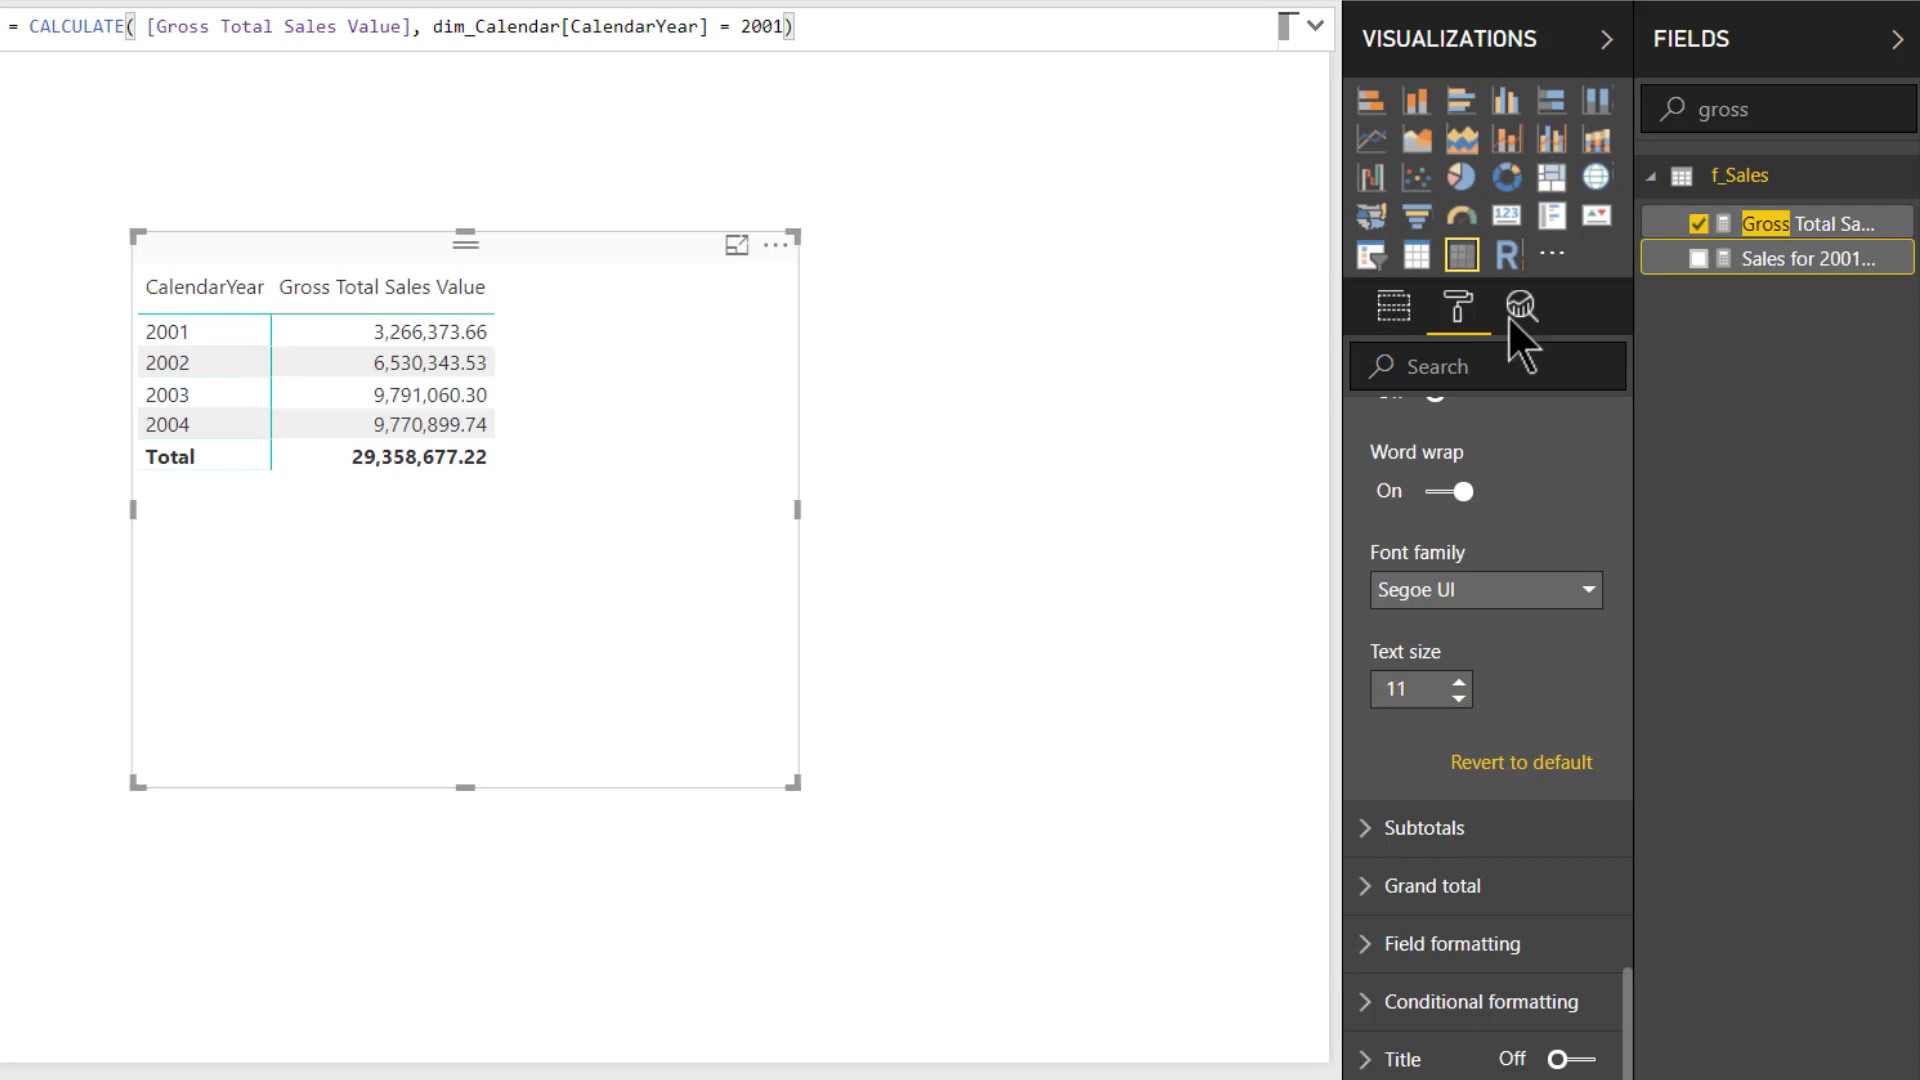 = CALCULATE( [Gross Total Sales Value], dim_Calendar[CalendarYear] = 2001)
VISUALIZATIONS
FIELDS
gross
f_Sales
Gross Total Sa...
Sales for 2001...
123
R
...
Search
CalendarYear Gross Total Sales Value
2001 3,266,373.66
2002 6,530,343.53
2003 9,791,060.30
2004 9,770,899.74
Total 29,358,677.22
Word wrap
On
Font family
Segoe UI
Text size
11
Revert to default
Subtotals
Grand total
Field formatting
Conditional formatting
Title Off